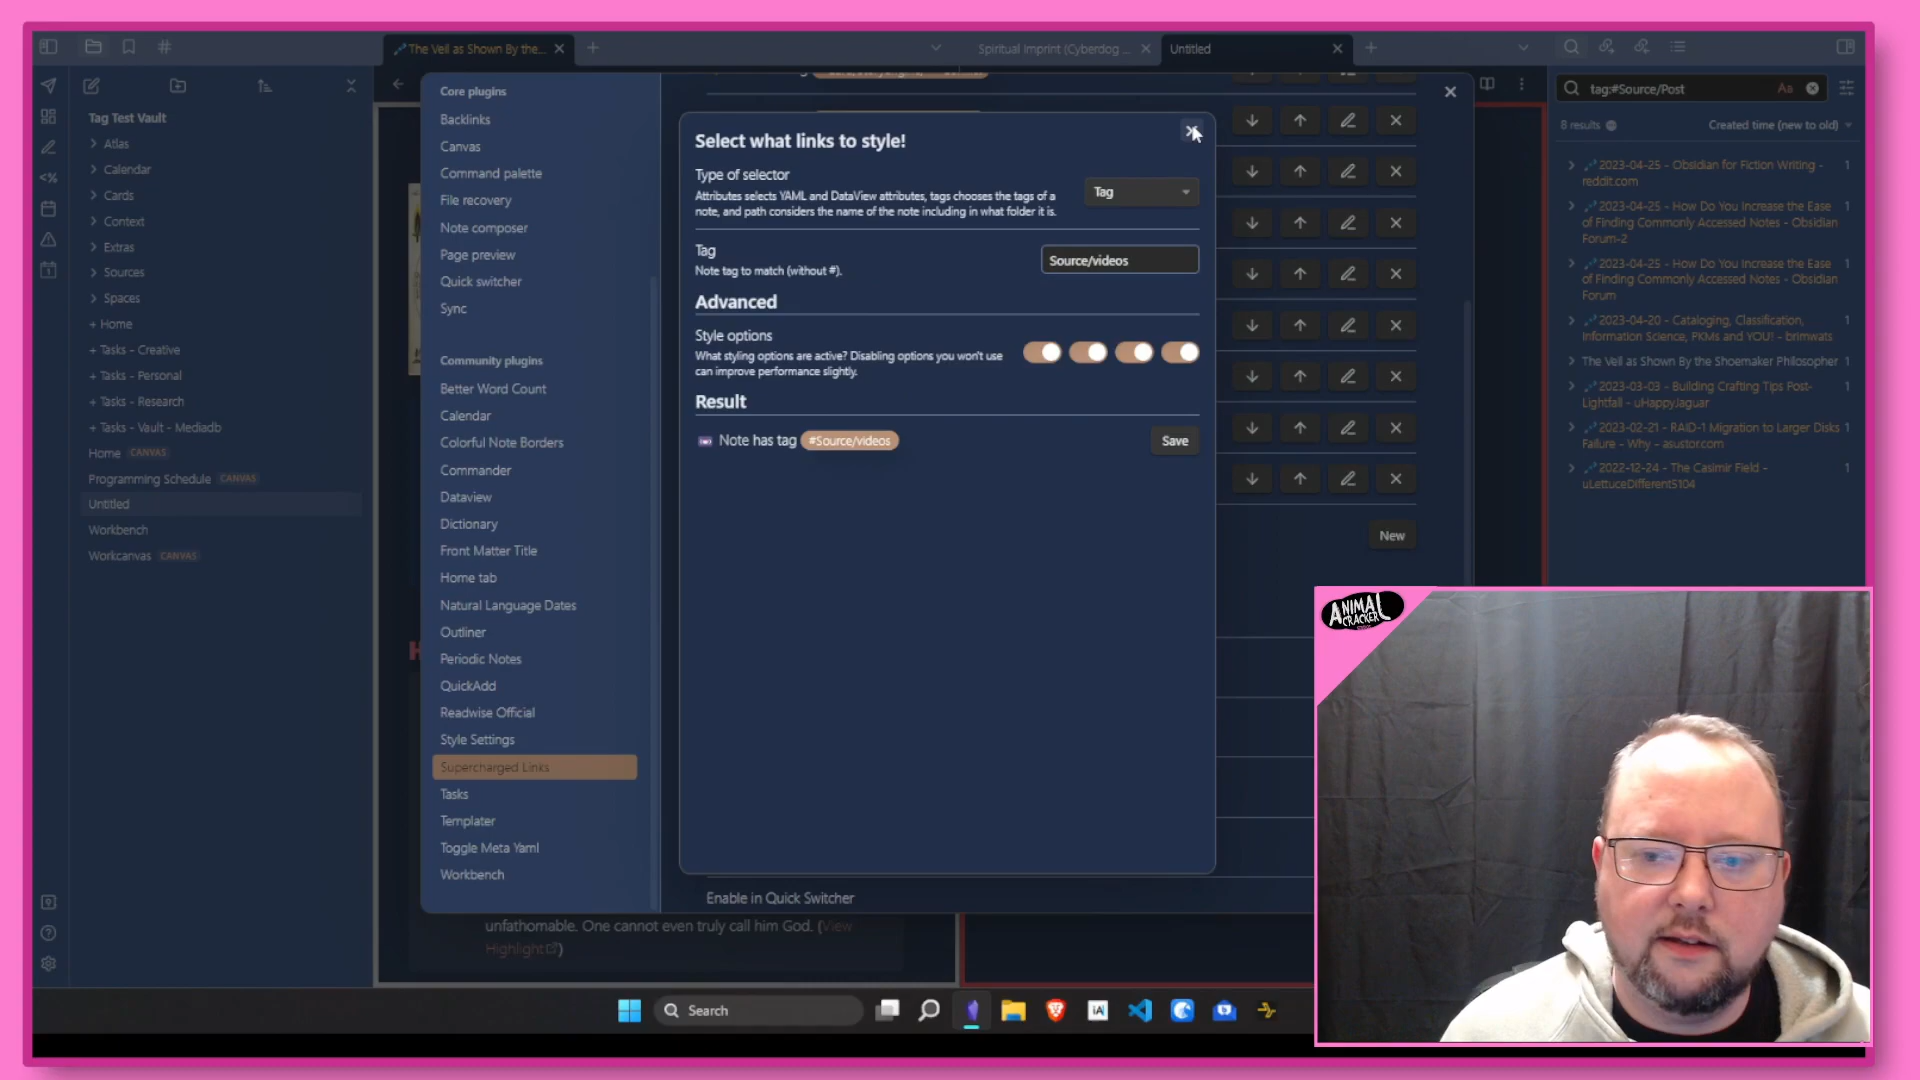 The Veil as Shown By the...
Spiritual Imprint (Cyberdog ...
Untitled
Tag Test Vault
Atlas
Calendar
Cards
Context
Extras
Sources
Spaces
+ Home
+ Tasks - Creative
+ Tasks - Personal
+ Tasks - Research
+ Tasks - Vault - Mediadb
Home CANVAS
Programming Schedule CANVAS
Untitled
Workbench
Workcanvas CANVAS
Core plugins
Backlinks
Canvas
Command palette
File recovery
Note composer
Page preview
Quick switcher
Sync
Community plugins
Better Word Count
Calendar
Colorful Note Borders
Commander
Dataview
Dictionary
Front Matter Title
Home tab
Natural Language Dates
Outliner
Periodic Notes
QuickAdd
Readwise Official
Style Settings
Supercharged Links
Tasks
Templater
Toggle Meta Yaml
Workbench
Select what links to style!
Type of selector
Attributes selects YAML and DataView attributes, tags chooses the tags of a
note, and path considers the name of the note including in what folder it is.
Tag
Tag
Note tag to match (without #).
Source/videos
Advanced
Style options
What styling options are active? Disabling options you won't use
can improve performance slightly.
Result
Note has tag #Source/videos
Save
New
Enable in Quick Switcher
unfathomable. One cannot even truly call him God. (View
Highlight)
tag:#Source/Post
Aa
8 results
Created time (new to old)
2023-04-25 - Obsidian for Fiction Writing -
reddit.com
1
2023-04-25 - How Do You Increase the Ease
of Finding Commonly Accessed Notes - Obsidian
Forum-2
1
2023-04-25 - How Do You Increase the Ease
of Finding Commonly Accessed Notes - Obsidian
Forum
1
2023-04-20 - Cataloging, Classification,
Information Science, PKMs and YOU! - brimwats
1
The Veil as Shown By the Shoemaker Philosopher
1
2023-03-03 - Building Crafting Tips Post-
Lightfall - uHappyJaguar
1
2023-02-21 - RAID-1 Migration to Larger Disks
Failure - Why - asustor.com
1
2022-12-24 - The Casimir Field -
uLettuceDifferent5104
1
Search
iA
ANIMAL
CRACKER